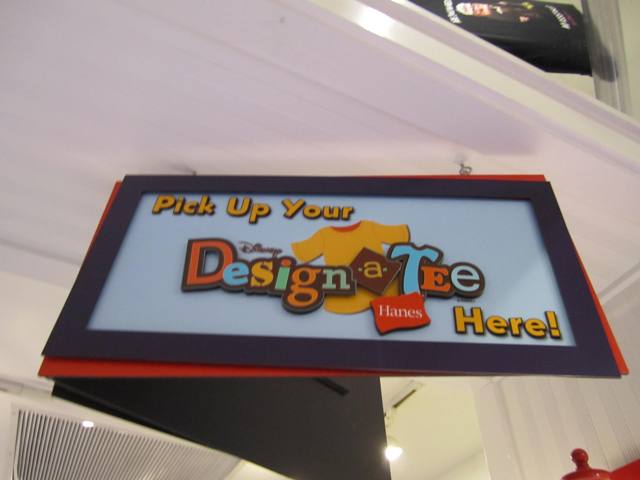 Pick Up Your
Disney
Design-a-Tee
Hanes
Here!